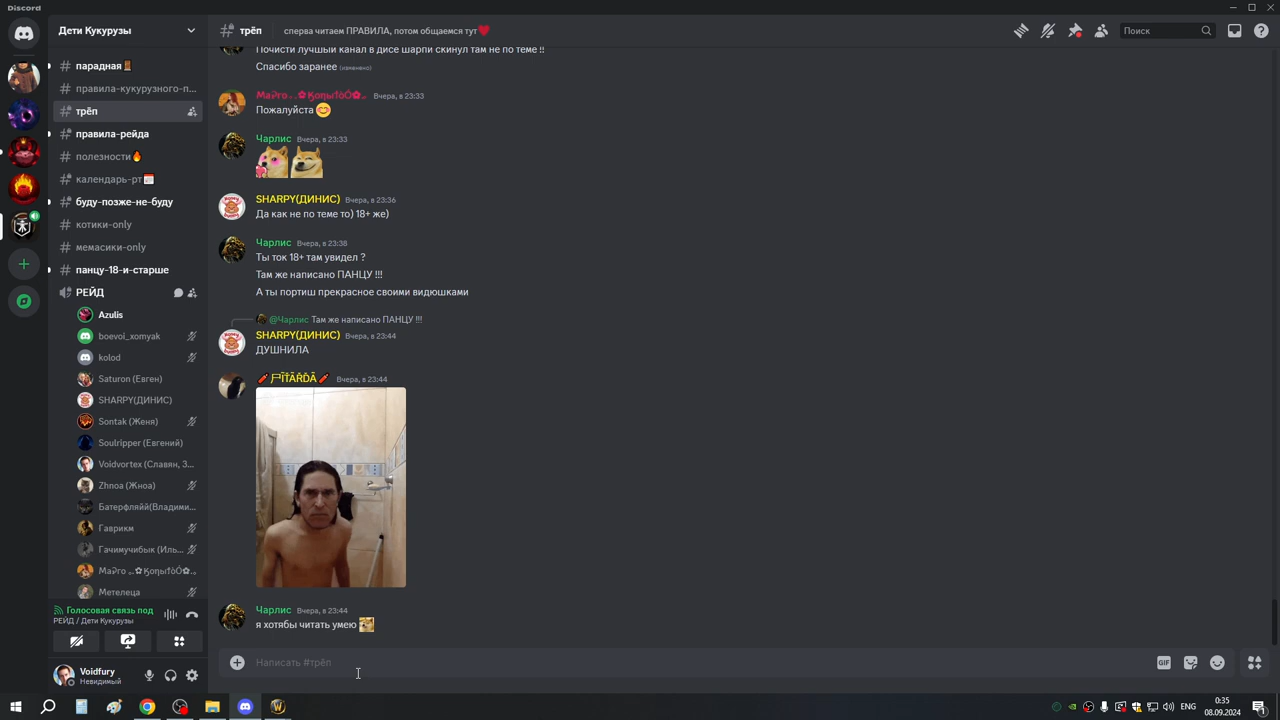 Discord
Дети Кукурузы
трёп
сперва читаем ПРАВИЛА, потом общаемся тут
Поиск
парадная
правила-кукурузного-п...
трёп
правила-рейда
полезности
календарь-рт
буду-позже-не-буду
котики-only
мемасики-only
панцу-18-и-старше
РЕЙД
Azulis
boevoi_xomyak
kolod
Saturon (Евген)
SHARPY(ДИНИС)
Sontak (Женя)
Soulripper (Евгений)
Voidvortex (Славян, З...
Zhnoa (Жноа)
Батерфляйй(Владими...
Гаврикм
Гачимучибык (Иль...
Метелеца
Голосовая связь под
РЕЙД / Дети Кукурузы
Voidfury
Невидимый
Почисти лучшый канал в дисе шарпи скинул там не по теме !!
Спасибо заранее (изменено)
Вчера, в 23:33
Пожалуйста
Чарлис Вчера, в 23:33
SHARPY(ДИНИС) Вчера, в 23:36
Да как не по теме то) 18+ же)
Чарлис Вчера, в 23:38
Ты ток 18+ там увидел ?
Там же написано ПАНЦУ !!!
А ты портиш прекрасное своими видюшками
@Чарлис Там же написано ПАНЦУ !!!
SHARPY(ДИНИС) Вчера, в 23:44
ДУШНИЛА
Вчера, в 23:44
Чарлис Вчера, в 23:44
я хотябы читать умею
Написать #трёп
GIF
ENG
0:35
08.09.2024